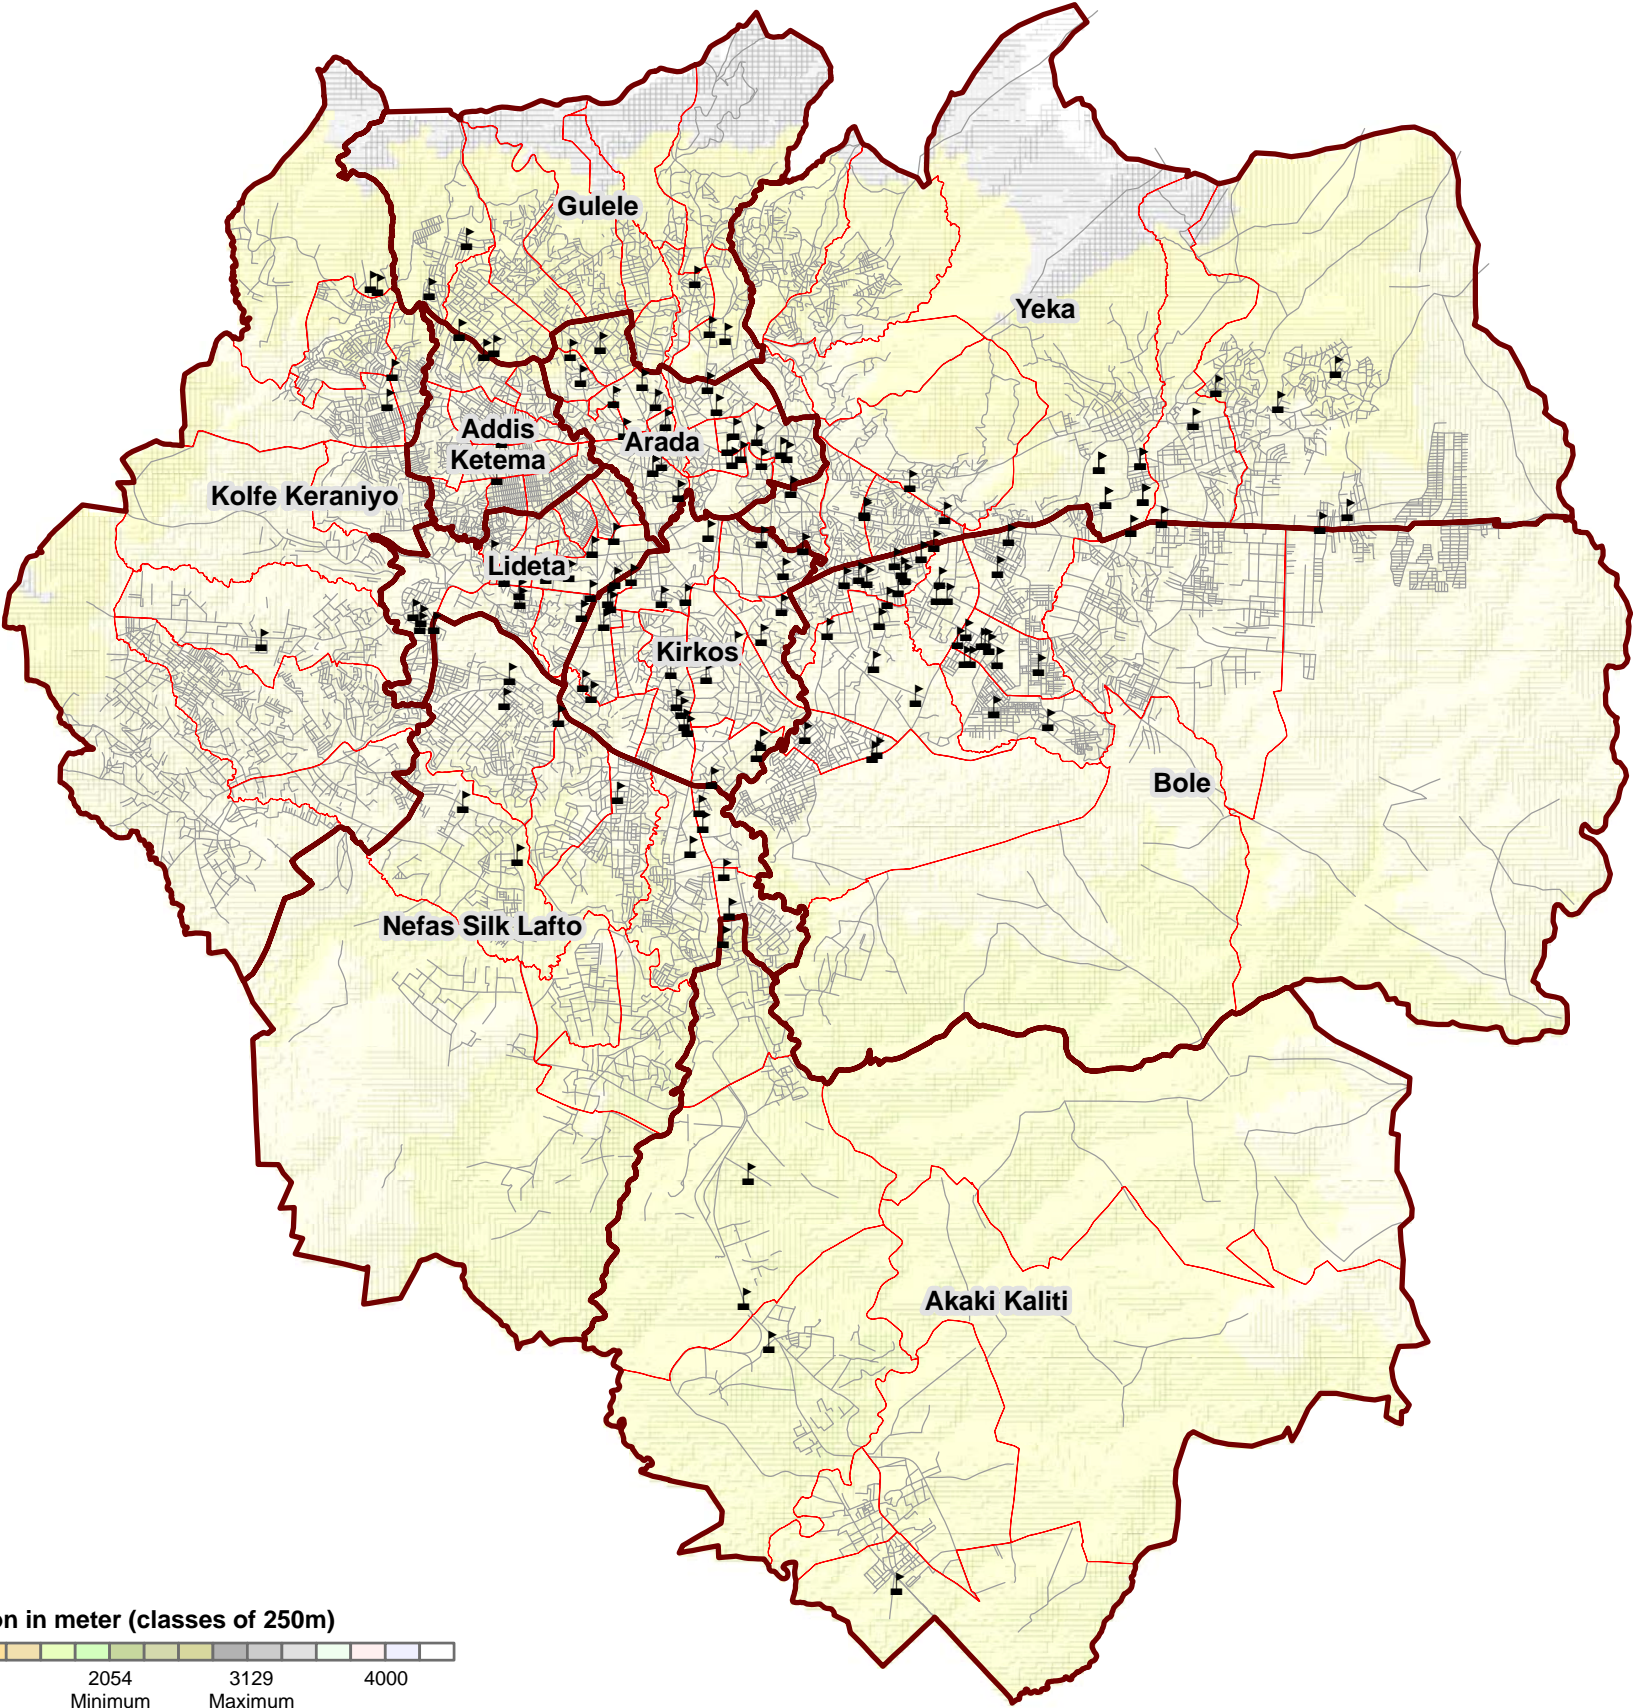 Gulele
Yeka
Addis
Ketema
Arada
Kolfe Keraniyo
Lideta
Kirkos
Bole
Nefas Silk Lafto
Akaki Kaliti
on in meter (classes of 250m)
2054 3129 4000
Minimum Maximum